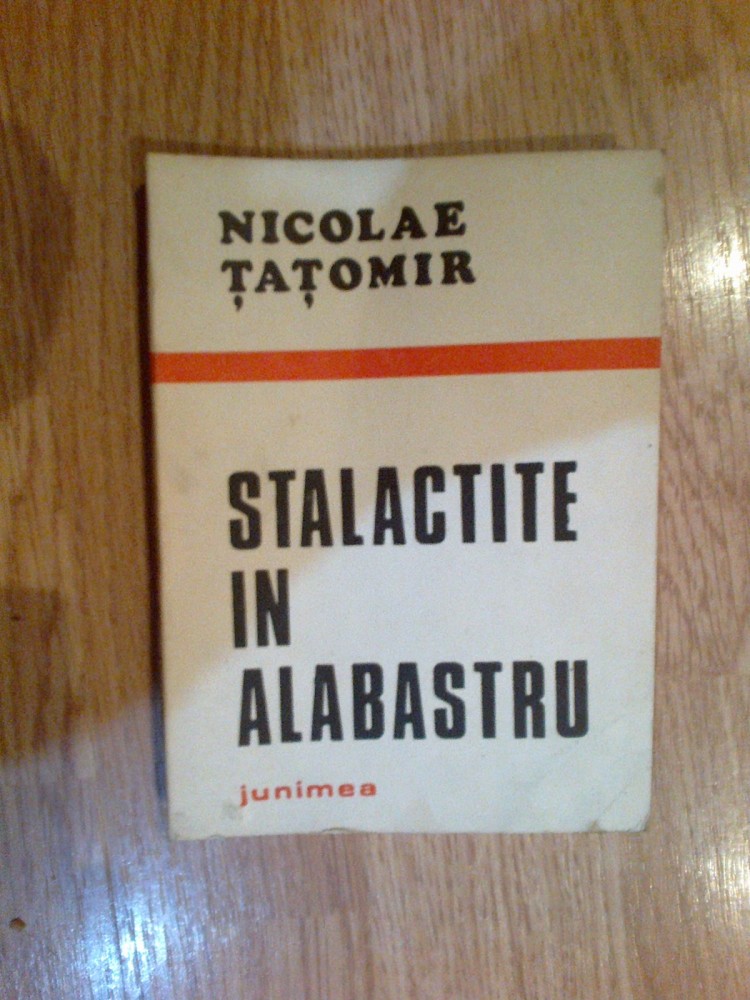 NICOLAE
ȚAȚOMIR
STALACTITE
IN
ALABASTRU
junimea